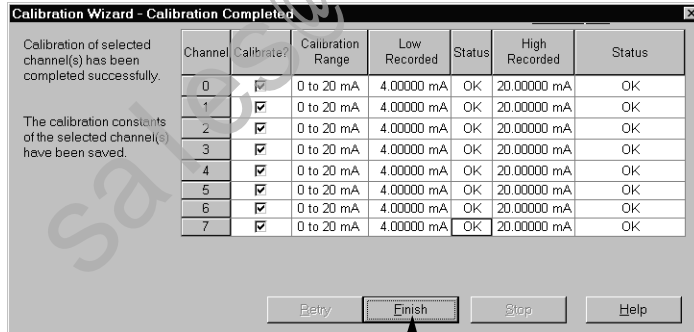 Calibration Wizard - Calibration Completed
Calibration of selected
channel(s) has been
completed successfully.
The calibration constants
of the selected channel(s)
have been saved.
Channel Calibrate? Calibration Range Low Recorded Status High Recorded Status
0 0 to 20 mA 4.00000 mA OK 20.00000 mA OK
1 0 to 20 mA 4.00000 mA OK 20.00000 mA OK
2 0 to 20 mA 4.00000 mA OK 20.00000 mA OK
3 0 to 20 mA 4.00000 mA OK 20.00000 mA OK
4 0 to 20 mA 4.00000 mA OK 20.00000 mA OK
5 0 to 20 mA 4.00000 mA OK 20.00000 mA OK
6 0 to 20 mA 4.00000 mA OK 20.00000 mA OK
7 0 to 20 mA 4.00000 mA OK 20.00000 mA OK
Retry Finish Stop Help
sales